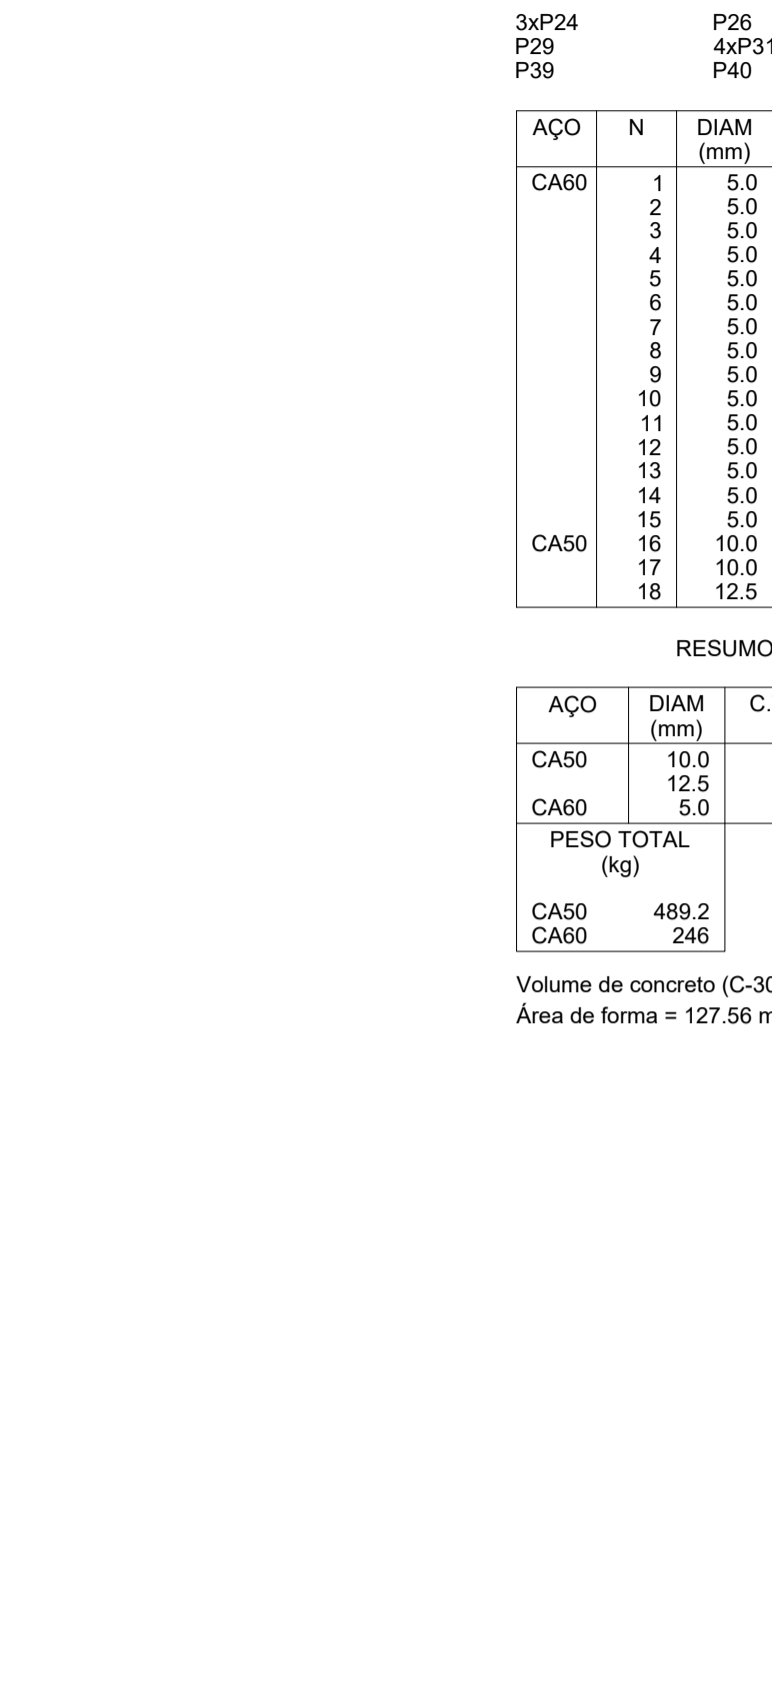 3xP24 P26
P29 4xP31
P39 P40
AÇO N DIAM
(mm)
CA60 1 5.0
2 5.0
3 5.0
4 5.0
5 5.0
6 5.0
7 5.0
8 5.0
9 5.0
10 5.0
11 5.0
12 5.0
13 5.0
14 5.0
15 5.0
CA50 16 10.0
17 10.0
18 12.5
RESUMO
AÇO DIAM C.
(mm)
CA50 10.0
12.5
CA60 5.0
PESO TOTAL
(kg)
CA50 489.2
CA60 246
Volume de concreto (C-30
Área de forma = 127.56 m